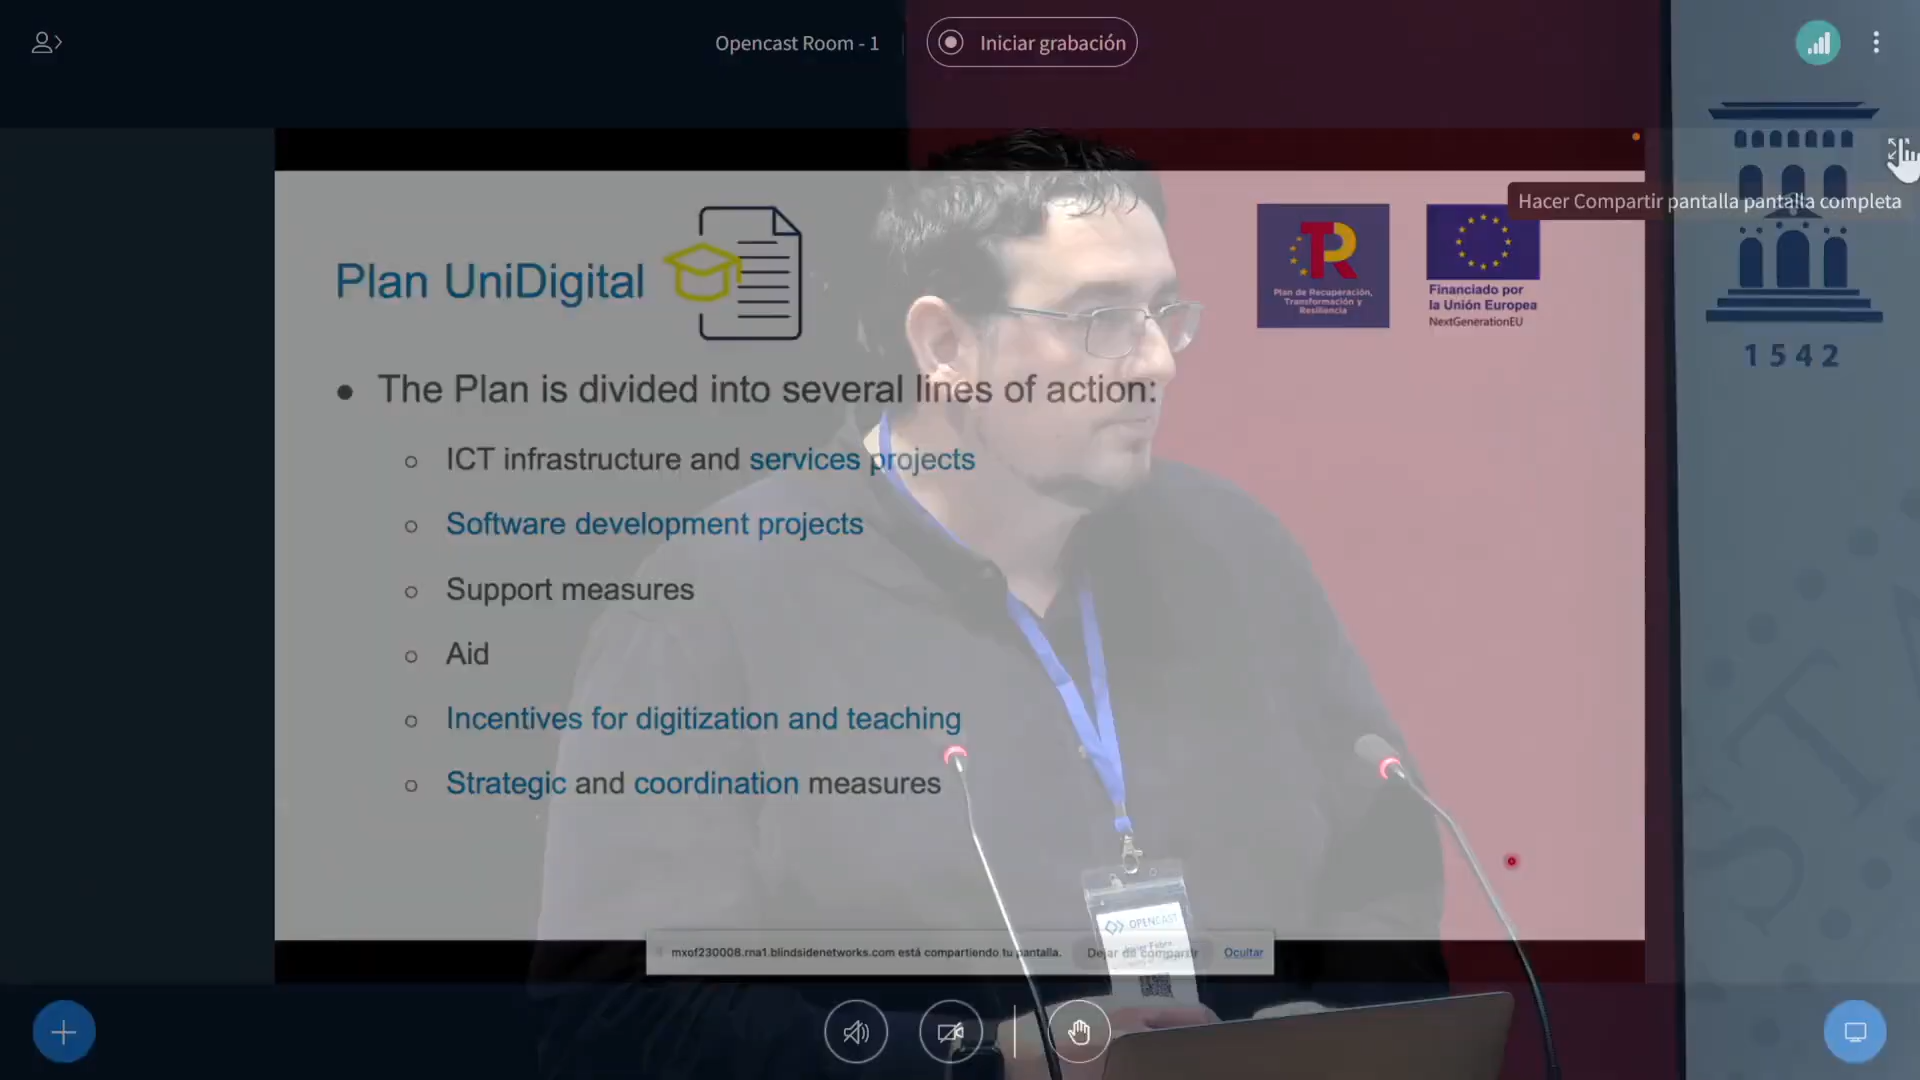 Opencast Room - 1
Iniciar grabación
Hacer Compartir pantalla pantalla completa
Plan UniDigital
Plan de Recuperación,
Transformación y
Resiliencia
Financiado por
la Unión Europea
NextGenerationEU
1542
● The Plan is divided into several lines of action:
○ ICT infrastructure and services projects
○ Software development projects
○ Support measures
○ Aid
○ Incentives for digitization and teaching
○ Strategic and coordination measures
OPENCAST
mxof230008.rna1.blindsidenetworks.com está compartiendo tu pantalla.
Dejar de compartir
Ocultar